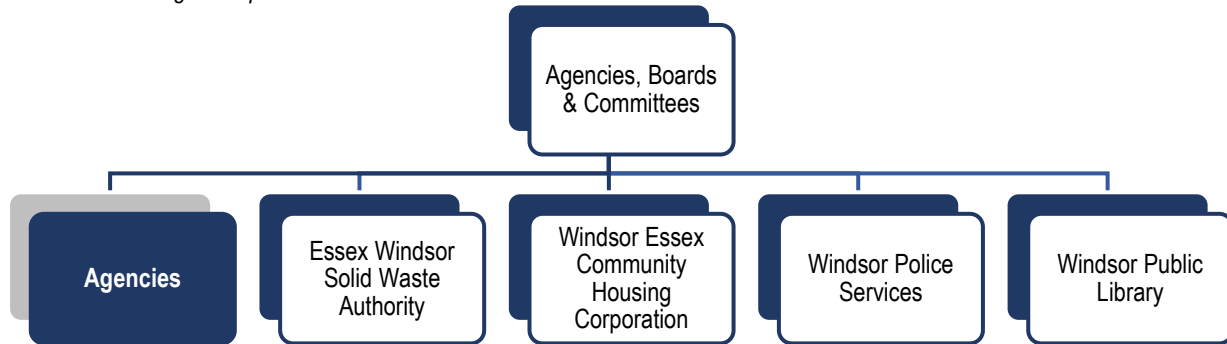 Agencies, Boards
& Committees
Agencies
Essex Windsor
Solid Waste
Authority
Windsor Essex
Community
Housing
Corporation
Windsor Police
Services
Windsor Public
Library